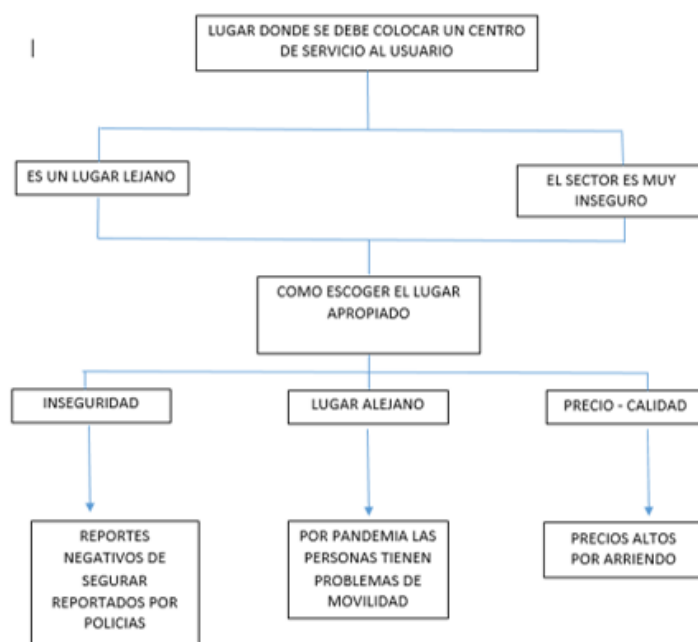 LUGAR DONDE SE DEBE COLOCAR UN CENTRO
DE SERVICIO AL USUARIO
ES UN LUGAR LEJANO
EL SECTOR ES MUY
INSEGURO
COMO ESCOGER EL LUGAR
APROPIADO
INSEGURIDAD
LUGAR ALEJANO
PRECIO - CALIDAD
REPORTES
NEGATIVOS DE
SEGURAR
REPORTADOS POR
POLICIAS
POR PANDEMIA LAS
PERSONAS TIENEN
PROBLEMAS DE
MOVILIDAD
PRECIOS ALTOS
POR ARRIENDO